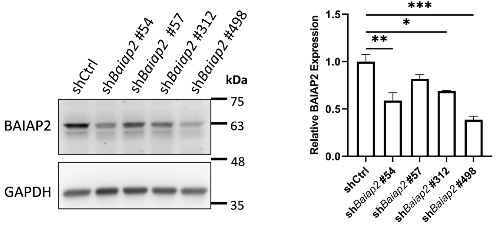 shCtrl
shBaiap2 #54
shBaiap2 #57
shBaiap2 #312
shBaiap2 #498
kDa
75
BAIAP2
63
48
GAPDH
35
Relative BAIAP2 Expression
1.5
1.0
0.5
0.0
***
*
**
shCtrl
shBaiap2 #54
shBaiap2 #57
shBaiap2 #312
shBaiap2 #498